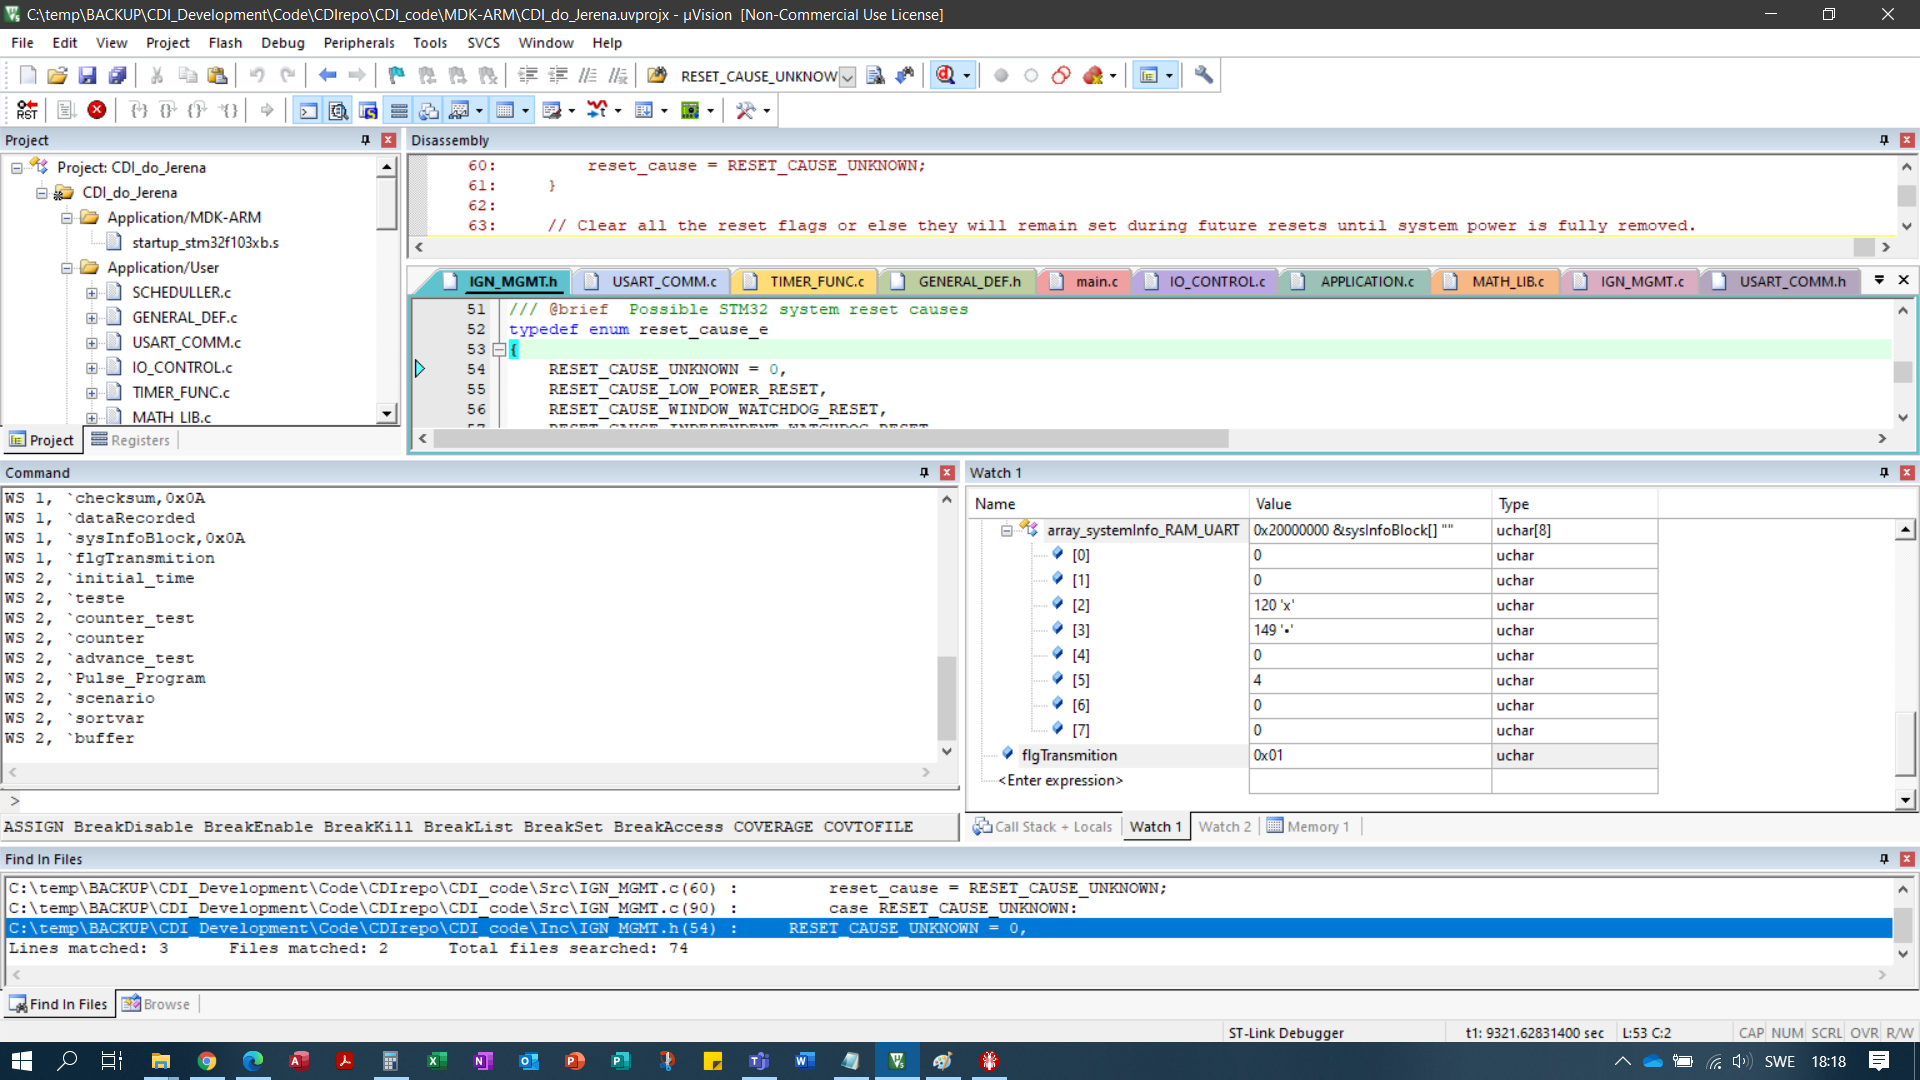 C:\temp\BACKUP\CDI_Development\Code\CDIrepo\CDI_code\MDK-ARM\CDI_do_Jerena.uvprojx - µVision  [Non-Commercial Use License]
File Edit View Project Flash Debug Peripherals Tools SVCS Window Help
RESET_CAUSE_UNKNOW
RST
Project
Project: CDI_do_Jerena
CDI_do_Jerena
Application/MDK-ARM
startup_stm32f103xb.s
Application/User
SCHEDULLER.c
GENERAL_DEF.c
USART_COMM.c
IO_CONTROL.c
TIMER_FUNC.c
MATH_LIB.c
Project Registers
Disassembly
60: reset_cause = RESET_CAUSE_UNKNOWN;
61: }
62:
63: // Clear all the reset flags or else they will remain set during future resets until system power is fully removed.
IGN_MGMT.h USART_COMM.c TIMER_FUNC.c GENERAL_DEF.h main.c IO_CONTROL.c APPLICATION.c MATH_LIB.c IGN_MGMT.c USART_COMM.h
51 /// @brief  Possible STM32 system reset causes
52 typedef enum reset_cause_e
53 {
54 RESET_CAUSE_UNKNOWN = 0,
55 RESET_CAUSE_LOW_POWER_RESET,
56 RESET_CAUSE_WINDOW_WATCHDOG_RESET,
Command
WS 1, `checksum,0x0A
WS 1, `dataRecorded
WS 1, `sysInfoBlock,0x0A
WS 1, `flgTransmition
WS 2, `initial_time
WS 2, `teste
WS 2, `counter_test
WS 2, `counter
WS 2, `advance_test
WS 2, `Pulse_Program
WS 2, `scenario
WS 2, `sortvar
WS 2, `buffer
>
ASSIGN BreakDisable BreakEnable BreakKill BreakList BreakSet BreakAccess COVERAGE COVTOFILE
Watch 1
Name Value Type
array_systemInfo_RAM_UART 0x20000000 &sysInfoBlock[] "" uchar[8]
[0] 0 uchar
[1] 0 uchar
[2] 120 'x' uchar
[3] 149 '•' uchar
[4] 0 uchar
[5] 4 uchar
[6] 0 uchar
[7] 0 uchar
flgTransmition 0x01 uchar
<Enter expression>
Call Stack + Locals Watch 1 Watch 2 Memory 1
Find In Files
C:\temp\BACKUP\CDI_Development\Code\CDIrepo\CDI_code\Src\IGN_MGMT.c(60) : reset_cause = RESET_CAUSE_UNKNOWN;
C:\temp\BACKUP\CDI_Development\Code\CDIrepo\CDI_code\Src\IGN_MGMT.c(90) : case RESET_CAUSE_UNKNOWN:
C:\temp\BACKUP\CDI_Development\Code\CDIrepo\CDI_code\Inc\IGN_MGMT.h(54) : RESET_CAUSE_UNKNOWN = 0,
Lines matched: 3 Files matched: 2 Total files searched: 74
Find In Files Browse
ST-Link Debugger t1: 9321.62831400 sec L:53 C:2 CAP NUM SCRL OVR R/W
SWE 18:18